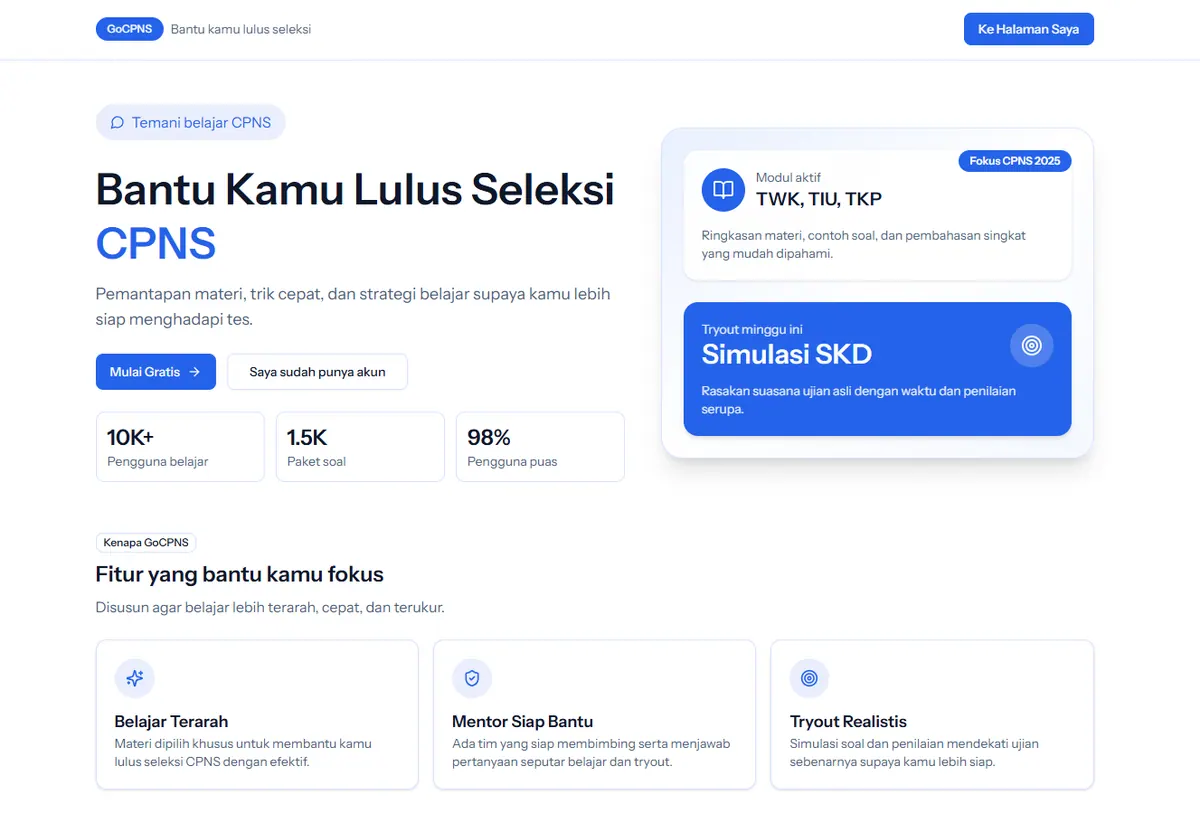 GoCPNS
Bantu kamu lulus seleksi
Ke Halaman Saya
Temani belajar CPNS
Bantu Kamu Lulus Seleksi
CPNS
Pemantapan materi, trik cepat, dan strategi belajar supaya kamu lebih
siap menghadapi tes.
Mulai Gratis
Saya sudah punya akun
10K+
Pengguna belajar
1.5K
Paket soal
98%
Pengguna puas
Fokus CPNS 2025
Modul aktif
TWK, TIU, TKP
Ringkasan materi, contoh soal, dan pembahasan singkat
yang mudah dipahami.
Tryout minggu ini
Simulasi SKD
Rasakan suasana ujian asli dengan waktu dan penilaian
serupa.
Kenapa GoCPNS
Fitur yang bantu kamu fokus
Disusun agar belajar lebih terarah, cepat, dan terukur.
Belajar Terarah
Materi dipilih khusus untuk membantu kamu
lulus seleksi CPNS dengan efektif.
Mentor Siap Bantu
Ada tim yang siap membimbing serta menjawab
pertanyaan seputar belajar dan tryout.
Tryout Realistis
Simulasi soal dan penilaian mendekati ujian
sebenarnya supaya kamu lebih siap.